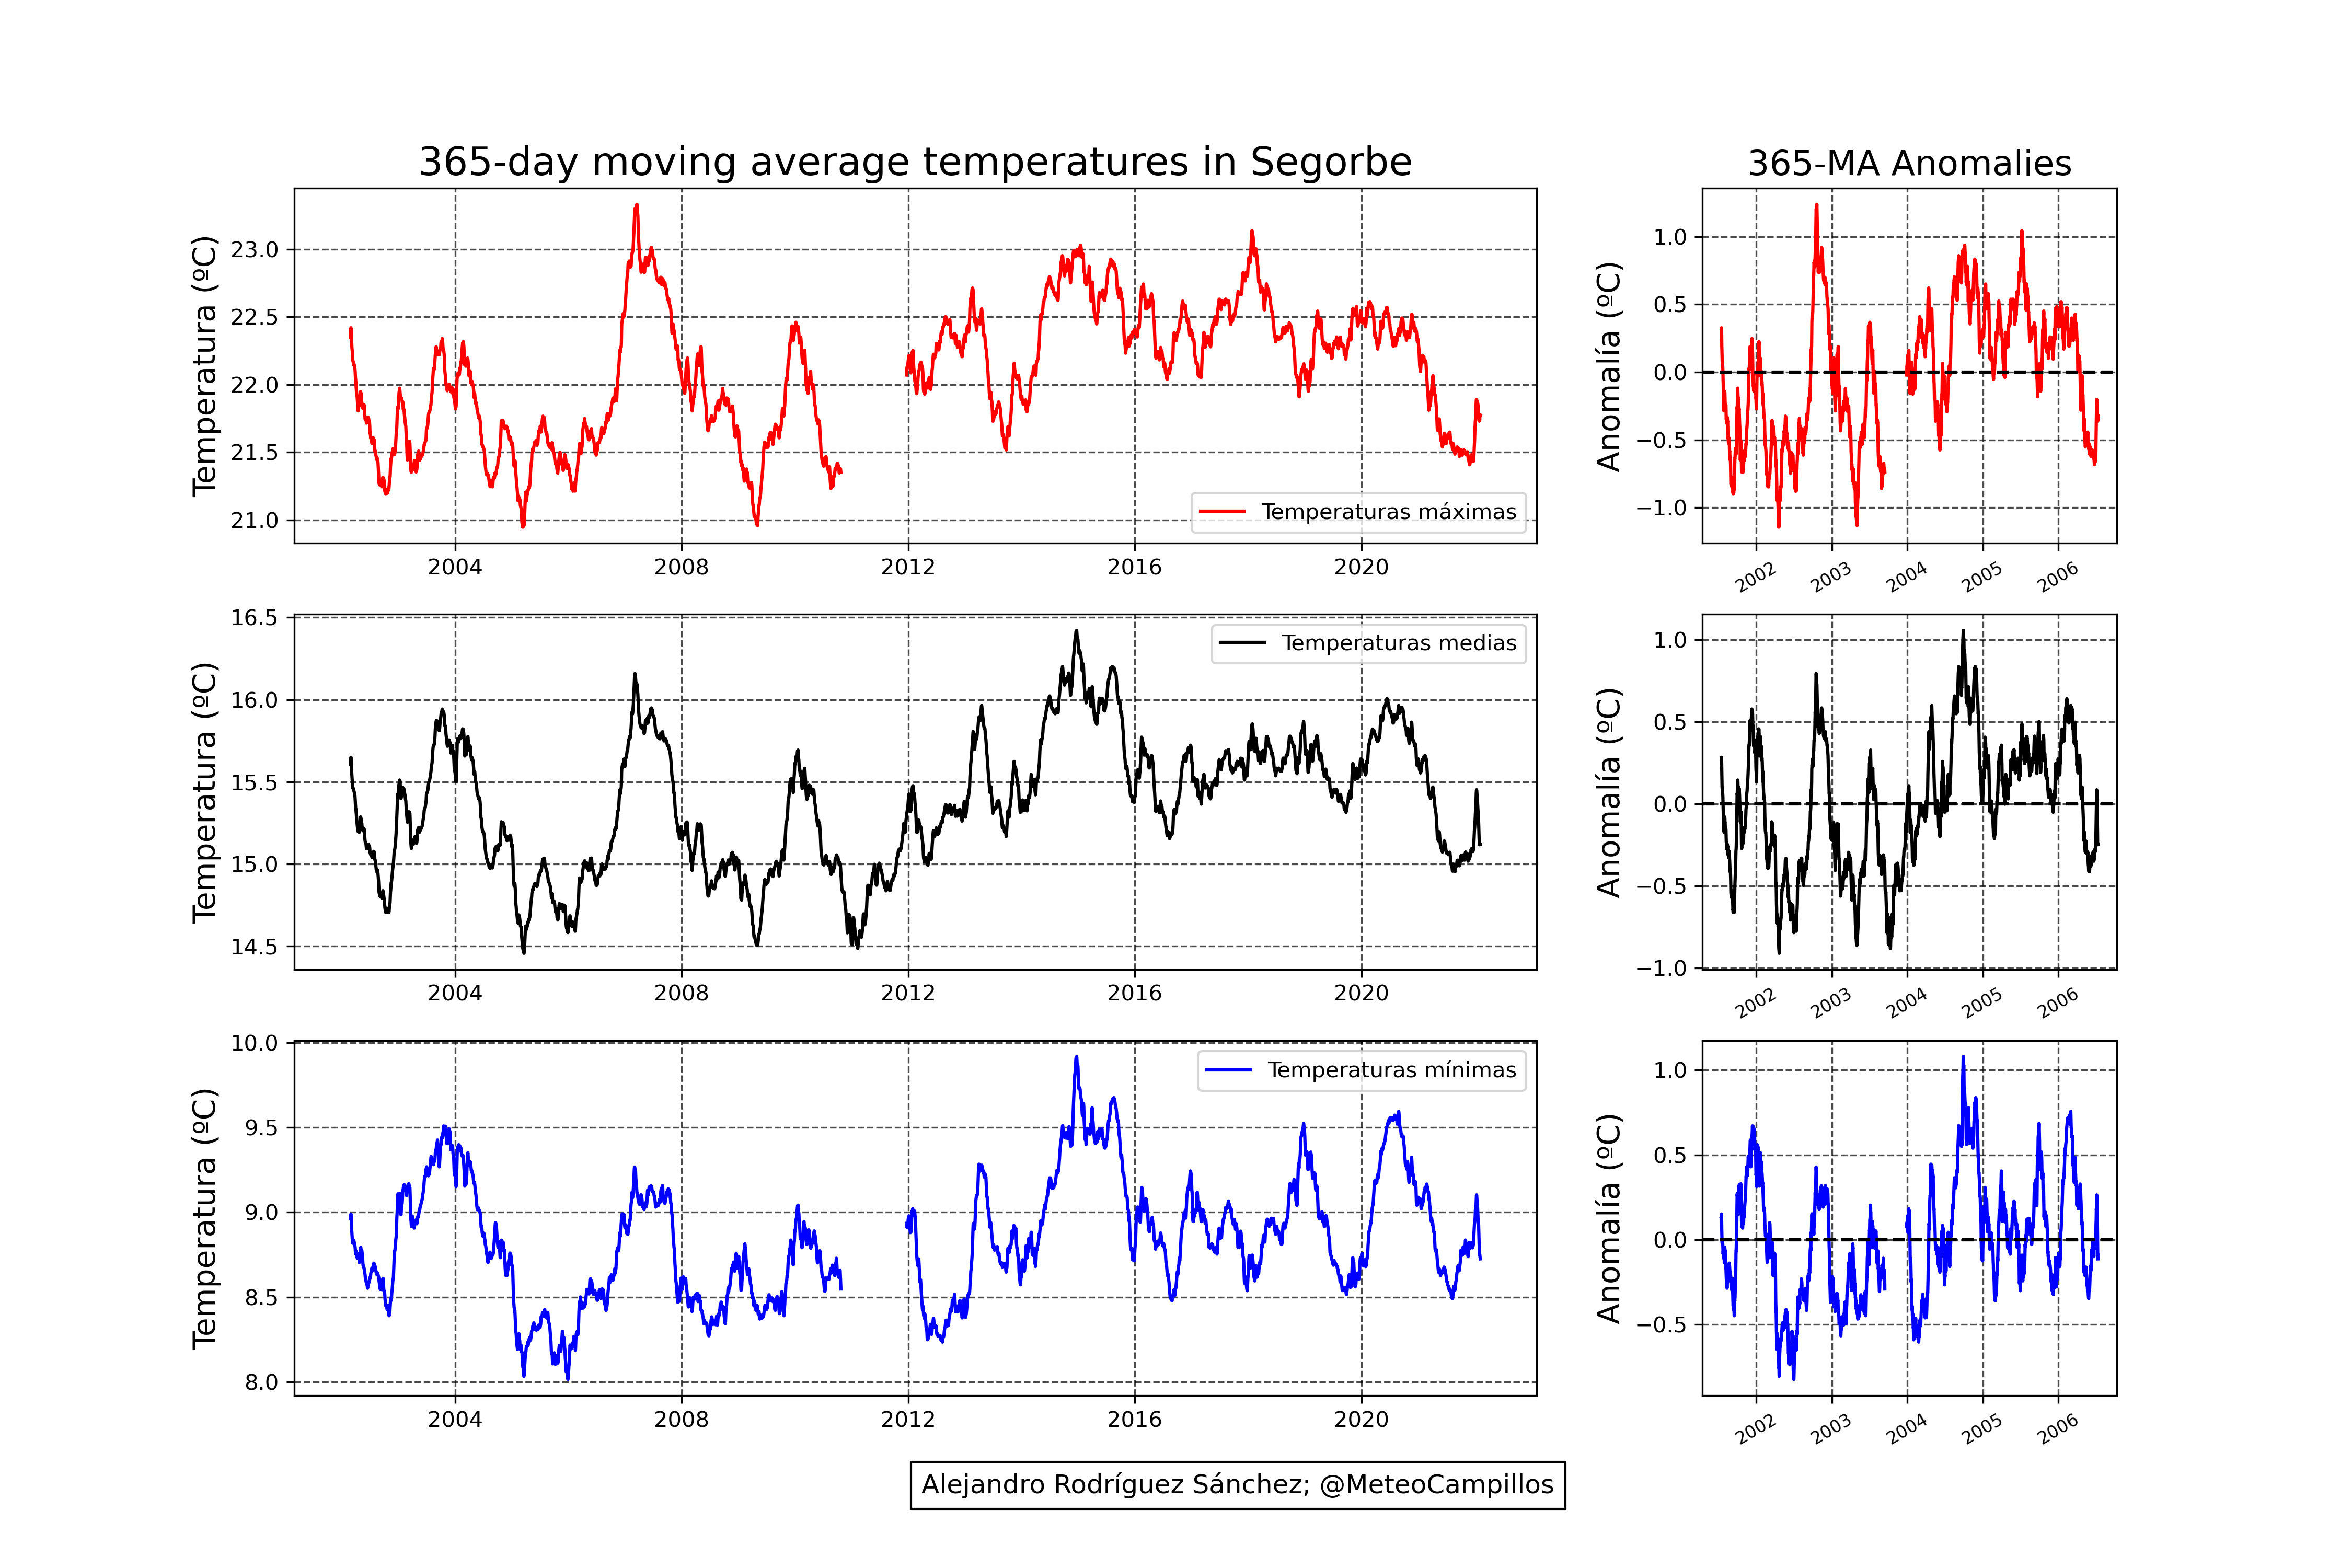 365-day moving average temperatures in Segorbe
365-MA Anomalies
Temperatura (ºC)
23.0
22.5
22.0
21.5
21.0
Temperaturas máximas
2004 2008 2012 2016 2020
Anomalía (ºC)
1.0
0.5
0.0
−0.5
−1.0
2002 2003 2004 2005 2006
Temperatura (ºC)
16.5
16.0
15.5
15.0
14.5
Temperaturas medias
2004 2008 2012 2016 2020
Anomalía (ºC)
1.0
0.5
0.0
−0.5
−1.0
2002 2003 2004 2005 2006
Temperatura (ºC)
10.0
9.5
9.0
8.5
8.0
Temperaturas mínimas
2004 2008 2012 2016 2020
Anomalía (ºC)
1.0
0.5
0.0
−0.5
2002 2003 2004 2005 2006
Alejandro Rodríguez Sánchez; @MeteoCampillos